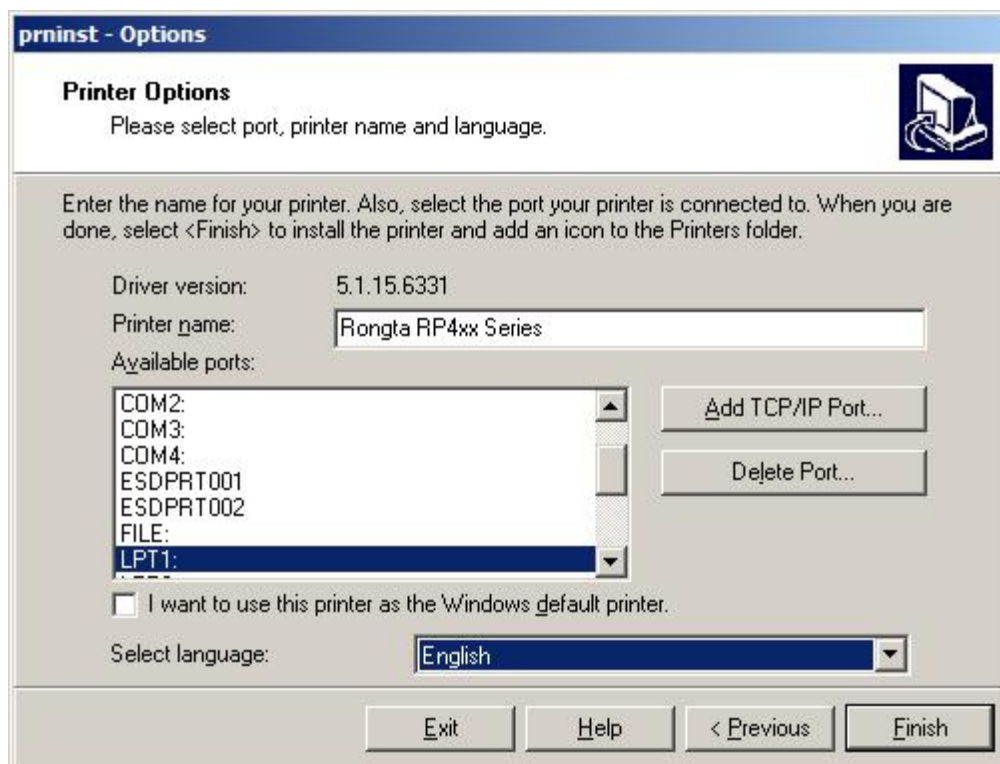 prninst - Options
Printer Options
Please select port, printer name and language.
Enter the name for your printer. Also, select the port your printer is connected to. When you are
done, select <Finish> to install the printer and add an icon to the Printers folder.
Driver version: 5.1.15.6331
Printer name: Rongta RP4xx Series
Available ports:
COM2:
COM3:
COM4:
ESDPRT001
ESDPRT002
FILE:
LPT1:
Add TCP/IP Port...
Delete Port...
I want to use this printer as the Windows default printer.
Select language: English
Exit Help < Previous Finish